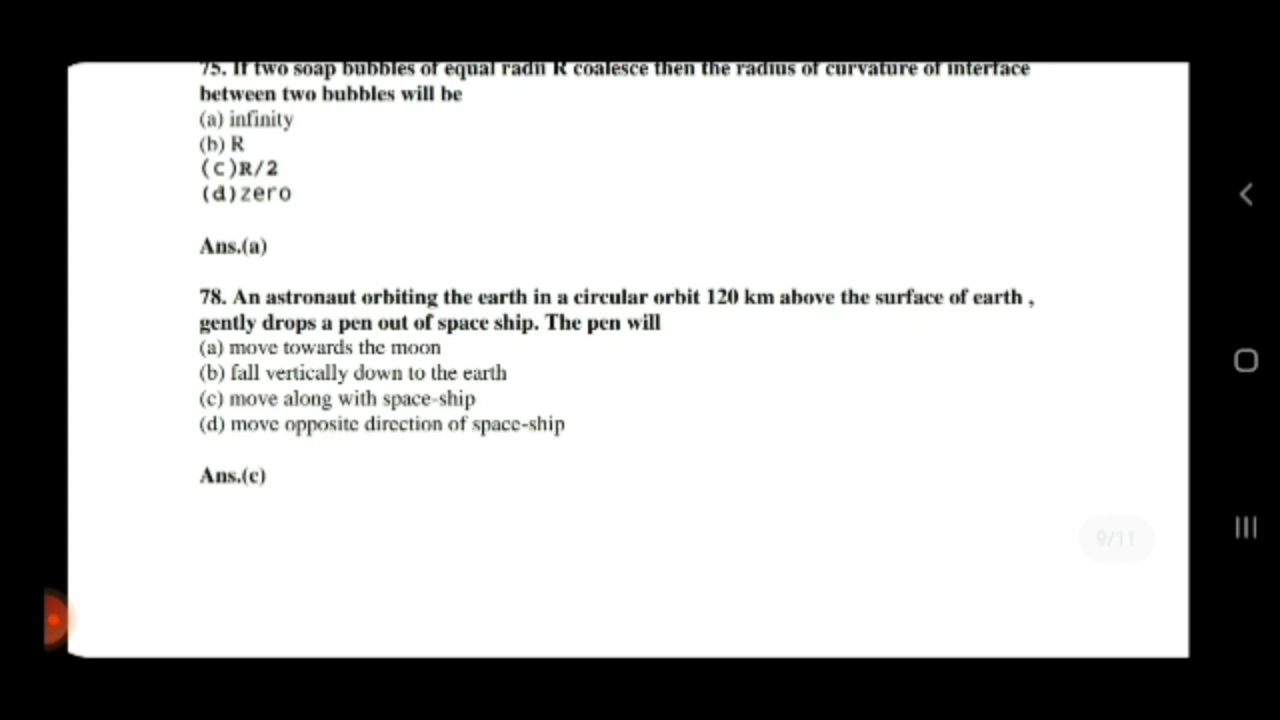 75. If two soap bubbles of equal radii R coalesce then the radius of curvature of interface
between two bubbles will be
(a) infinity
(b) R
(c)R/2
(d)zero
Ans.(a)
78. An astronaut orbiting the earth in a circular orbit 120 km above the surface of earth ,
gently drops a pen out of space ship. The pen will
(a) move towards the moon
(b) fall vertically down to the earth
(c) move along with space-ship
(d) move opposite direction of space-ship
Ans.(c)
9/11